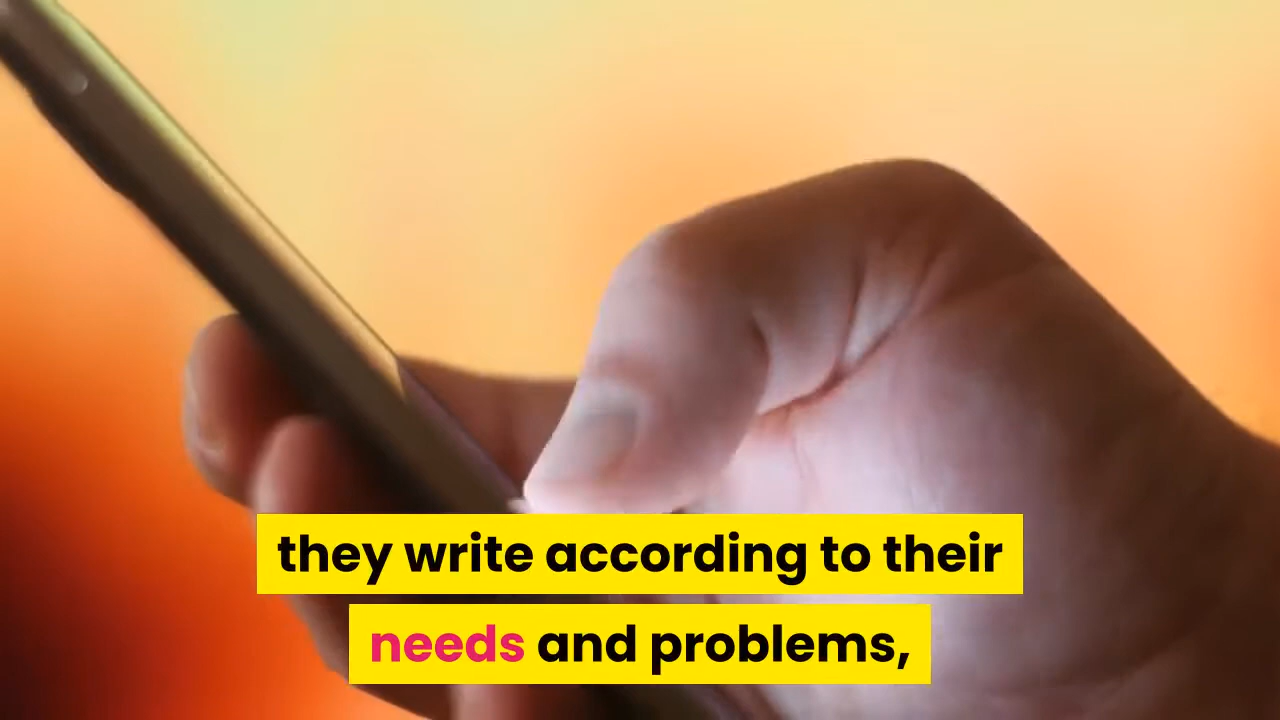 they write according to their
needs and problems,